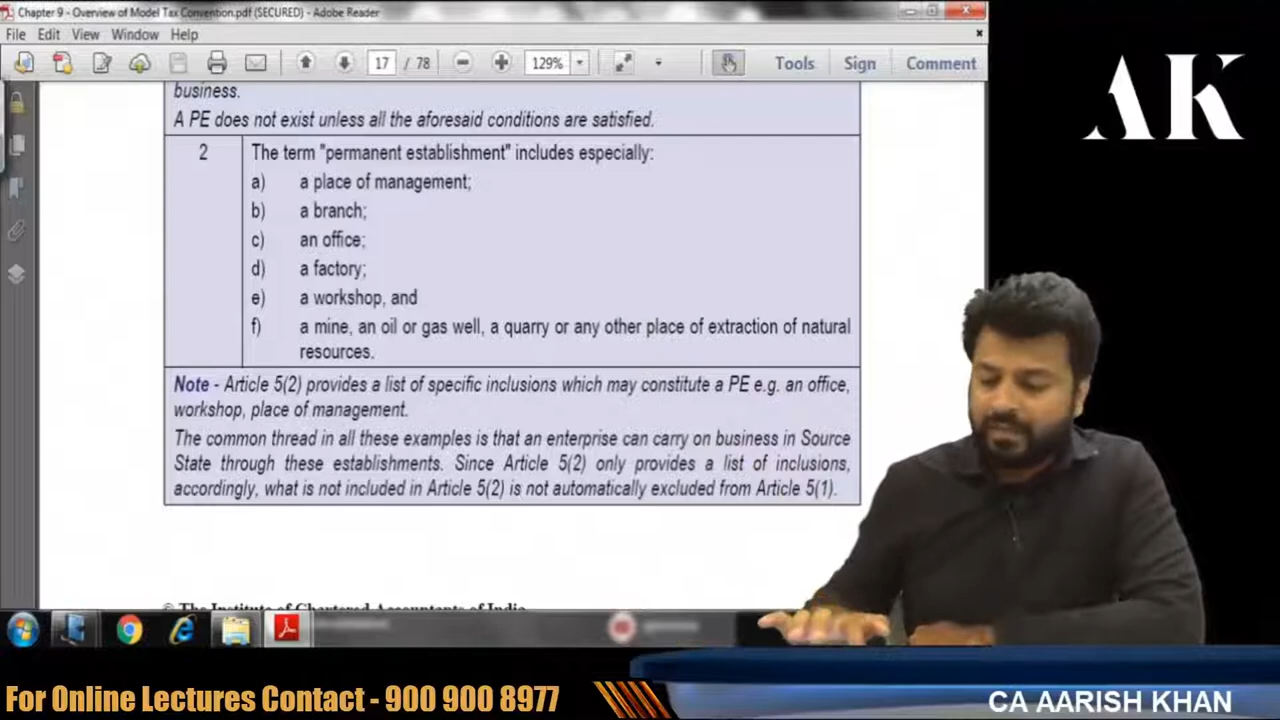 Chapter 9 - Overview of Model Tax Convention.pdf (SECURED) - Adobe Reader
File Edit View Window Help
17 / 78 129% Tools Sign Comment
AK
business.
A PE does not exist unless all the aforesaid conditions are satisfied.
2 The term "permanent establishment" includes especially:
a) a place of management;
b) a branch;
c) an office;
d) a factory;
e) a workshop, and
f) a mine, an oil or gas well, a quarry or any other place of extraction of natural
resources.
Note - Article 5(2) provides a list of specific inclusions which may constitute a PE e.g. an office,
workshop, place of management.
The common thread in all these examples is that an enterprise can carry on business in Source
State through these establishments. Since Article 5(2) only provides a list of inclusions,
accordingly, what is not included in Article 5(2) is not automatically excluded from Article 5(1).
© The Institute of Chartered Accountants of India
For Online Lectures Contact - 900 900 8977
CA AARISH KHAN